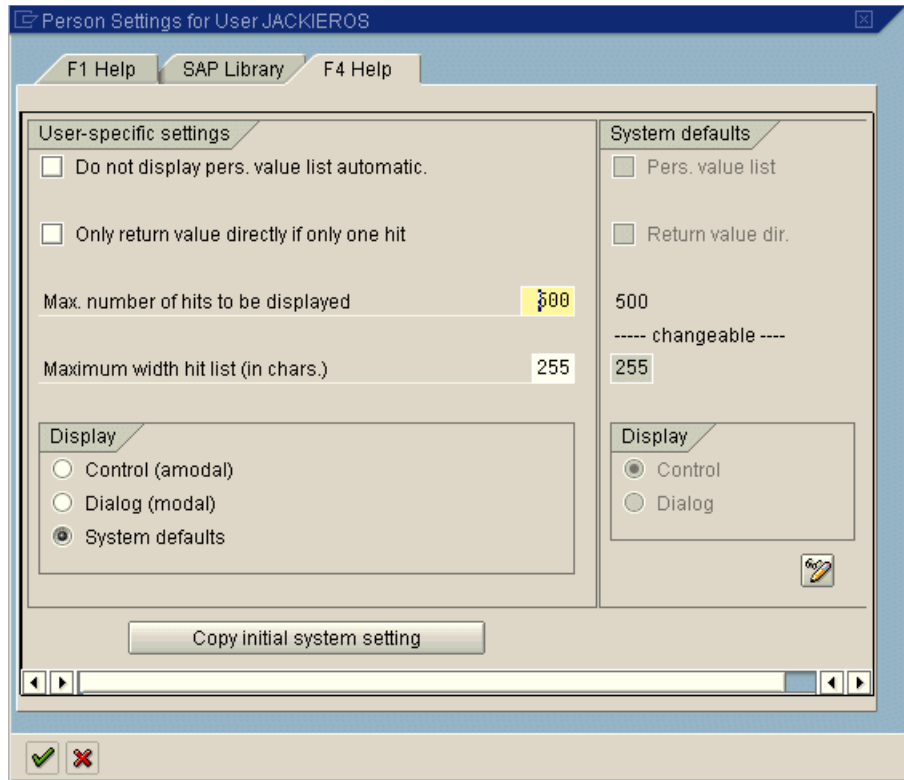 Person Settings for User JACKIEROS
F1 Help SAP Library F4 Help
User-specific settings
Do not display pers. value list automatic.
Only return value directly if only one hit
Max. number of hits to be displayed 500
Maximum width hit list (in chars.) 255
Display
Control (amodal)
Dialog (modal)
System defaults
System defaults
Pers. value list
Return value dir.
500
----- changeable ----
255
Display
Control
Dialog
Copy initial system setting